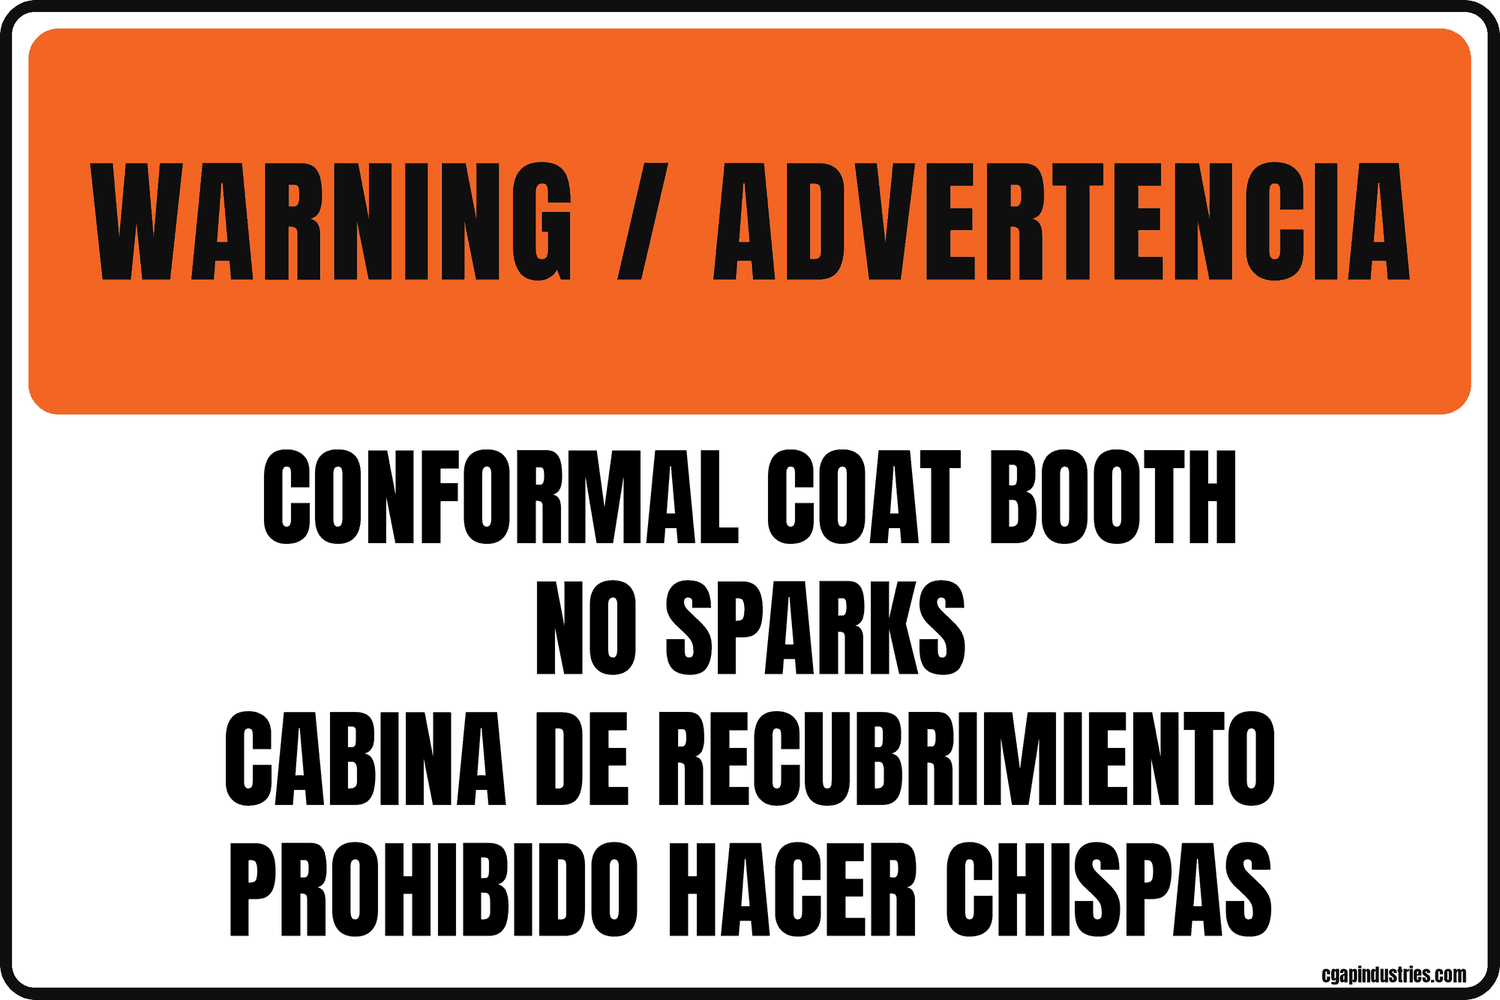 WARNING / ADVERTENCIA
CONFORMAL COAT BOOTH
NO SPARKS
CABINA DE RECUBRIMIENTO
PROHIBIDO HACER CHISPAS
cgapindustries.com